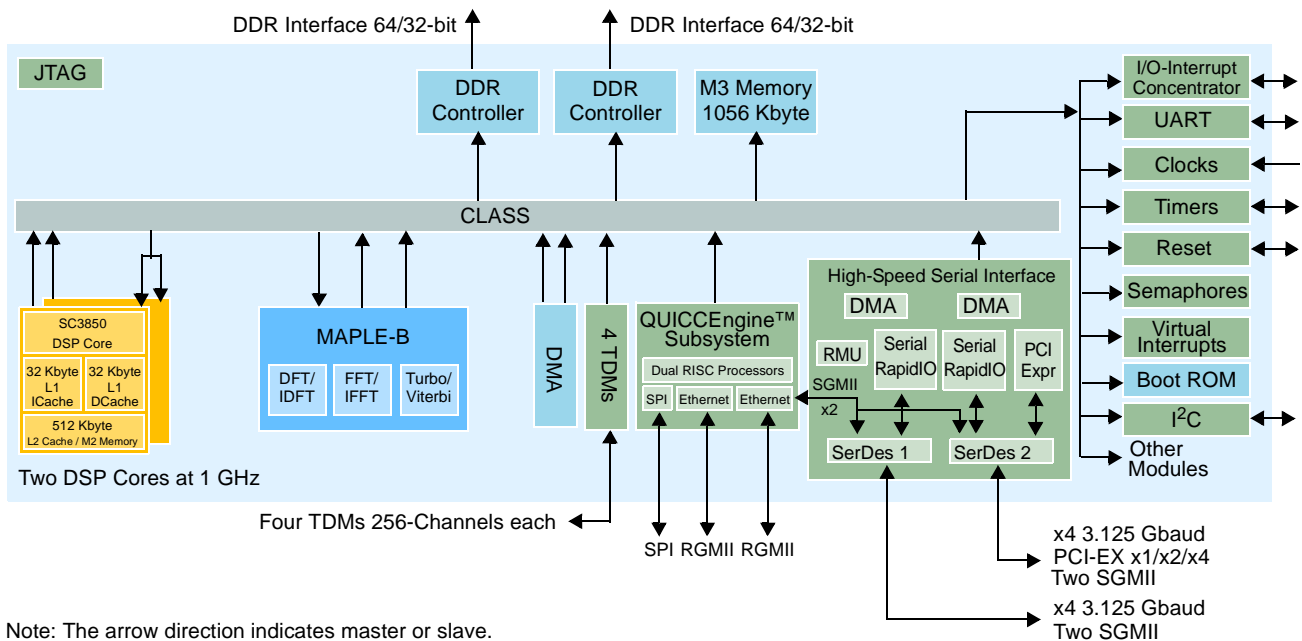 DDR Interface 64/32-bit
DDR Interface 64/32-bit
JTAG
DDR
Controller
DDR
Controller
M3 Memory
1056 Kbyte
I/O-Interrupt
Concentrator
UART
Clocks
Timers
Reset
Semaphores
Virtual
Interrupts
Boot ROM
I²C
Other
Modules
CLASS
SC3850
DSP Core
32 Kbyte
L1
ICache
32 Kbyte
L1
DCache
512 Kbyte
L2 Cache / M2 Memory
Two DSP Cores at 1 GHz
MAPLE-B
DFT/
IDFT
FFT/
IFFT
Turbo/
Viterbi
DMA
4 TDMs
QUICCEngine™
Subsystem
Dual RISC Processors
SPI
Ethernet
Ethernet
High-Speed Serial Interface
DMA
DMA
RMU
Serial
RapidIO
Serial
RapidIO
PCI
Expr
SGMII
x2
SerDes 1
SerDes 2
Four TDMs 256-Channels each
SPI
RGMII
RGMII
x4 3.125 Gbaud
PCI-EX x1/x2/x4
Two SGMII
x4 3.125 Gbaud
Two SGMII
Note: The arrow direction indicates master or slave.